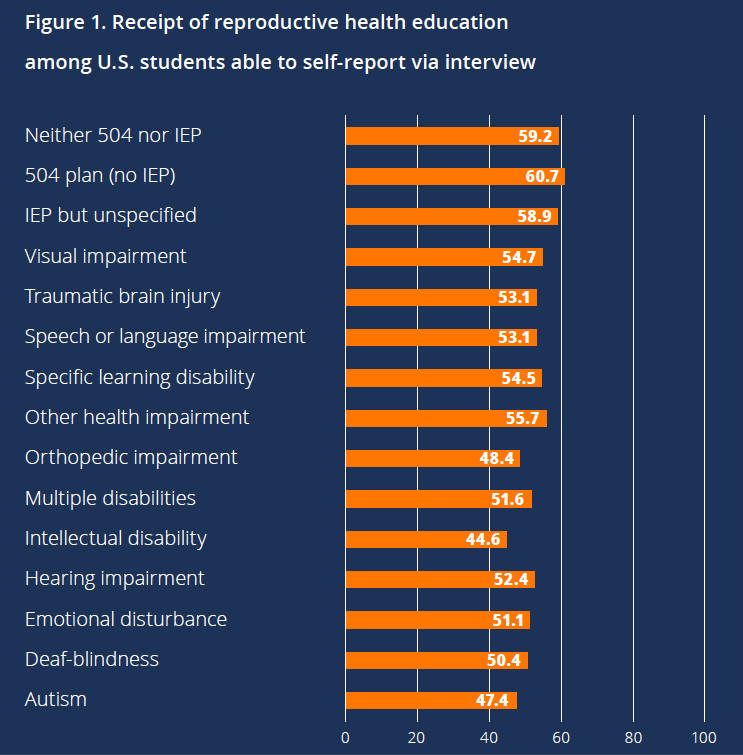 Figure 1. Receipt of reproductive health education
among U.S. students able to self-report via interview
Neither 504 nor IEP 59.2
504 plan (no IEP) 60.7
IEP but unspecified 58.9
Visual impairment 54.7
Traumatic brain injury 53.1
Speech or language impairment 53.1
Specific learning disability 54.5
Other health impairment 55.7
Orthopedic impairment 48.4
Multiple disabilities 51.6
Intellectual disability 44.6
Hearing impairment 52.4
Emotional disturbance 51.1
Deaf-blindness 50.4
Autism 47.4
0 20 40 60 80 100